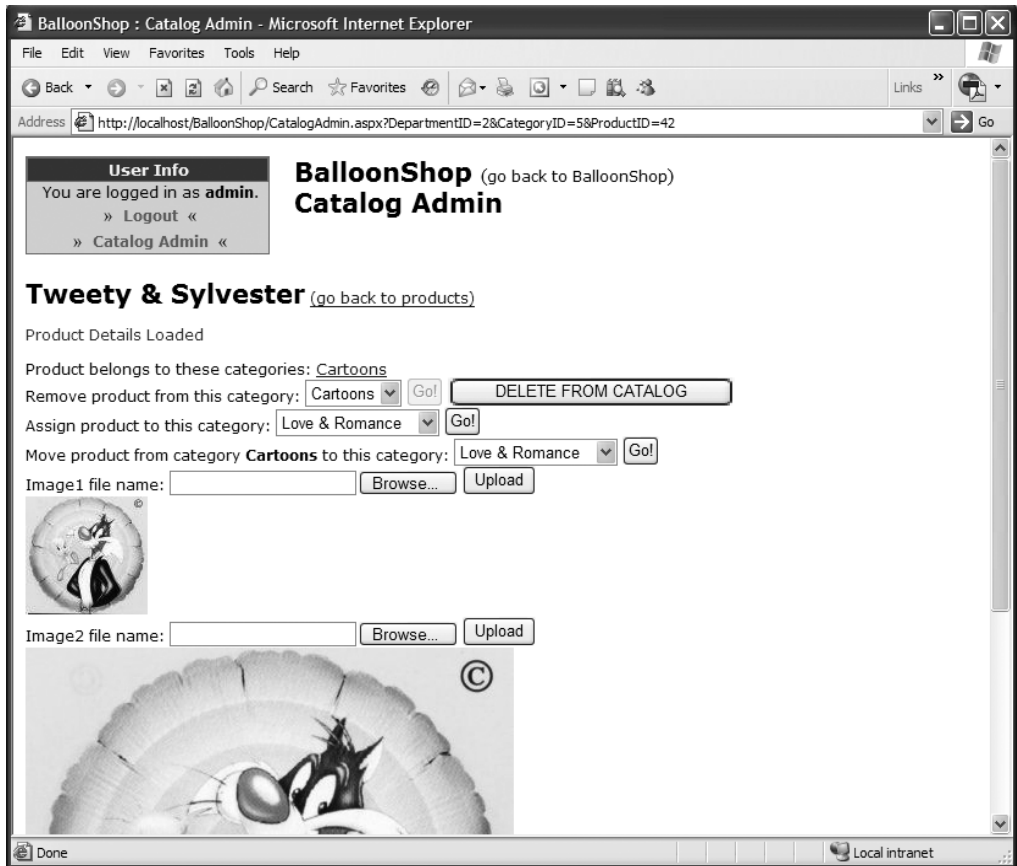 BalloonShop : Catalog Admin - Microsoft Internet Explorer
File Edit View Favorites Tools Help
Back Search Favorites Links »
Address http://localhost/BalloonShop/CatalogAdmin.aspx?DepartmentID=2&CategoryID=5&ProductID=42 Go
User Info
You are logged in as admin.
» Logout «
» Catalog Admin «
BalloonShop (go back to BalloonShop)
Catalog Admin
Tweety & Sylvester (go back to products)
Product Details Loaded
Product belongs to these categories: Cartoons
Remove product from this category: Cartoons Go! DELETE FROM CATALOG
Assign product to this category: Love & Romance Go!
Move product from category Cartoons to this category: Love & Romance Go!
Image1 file name: Browse... Upload
©
Image2 file name: Browse... Upload
©
Done Local intranet